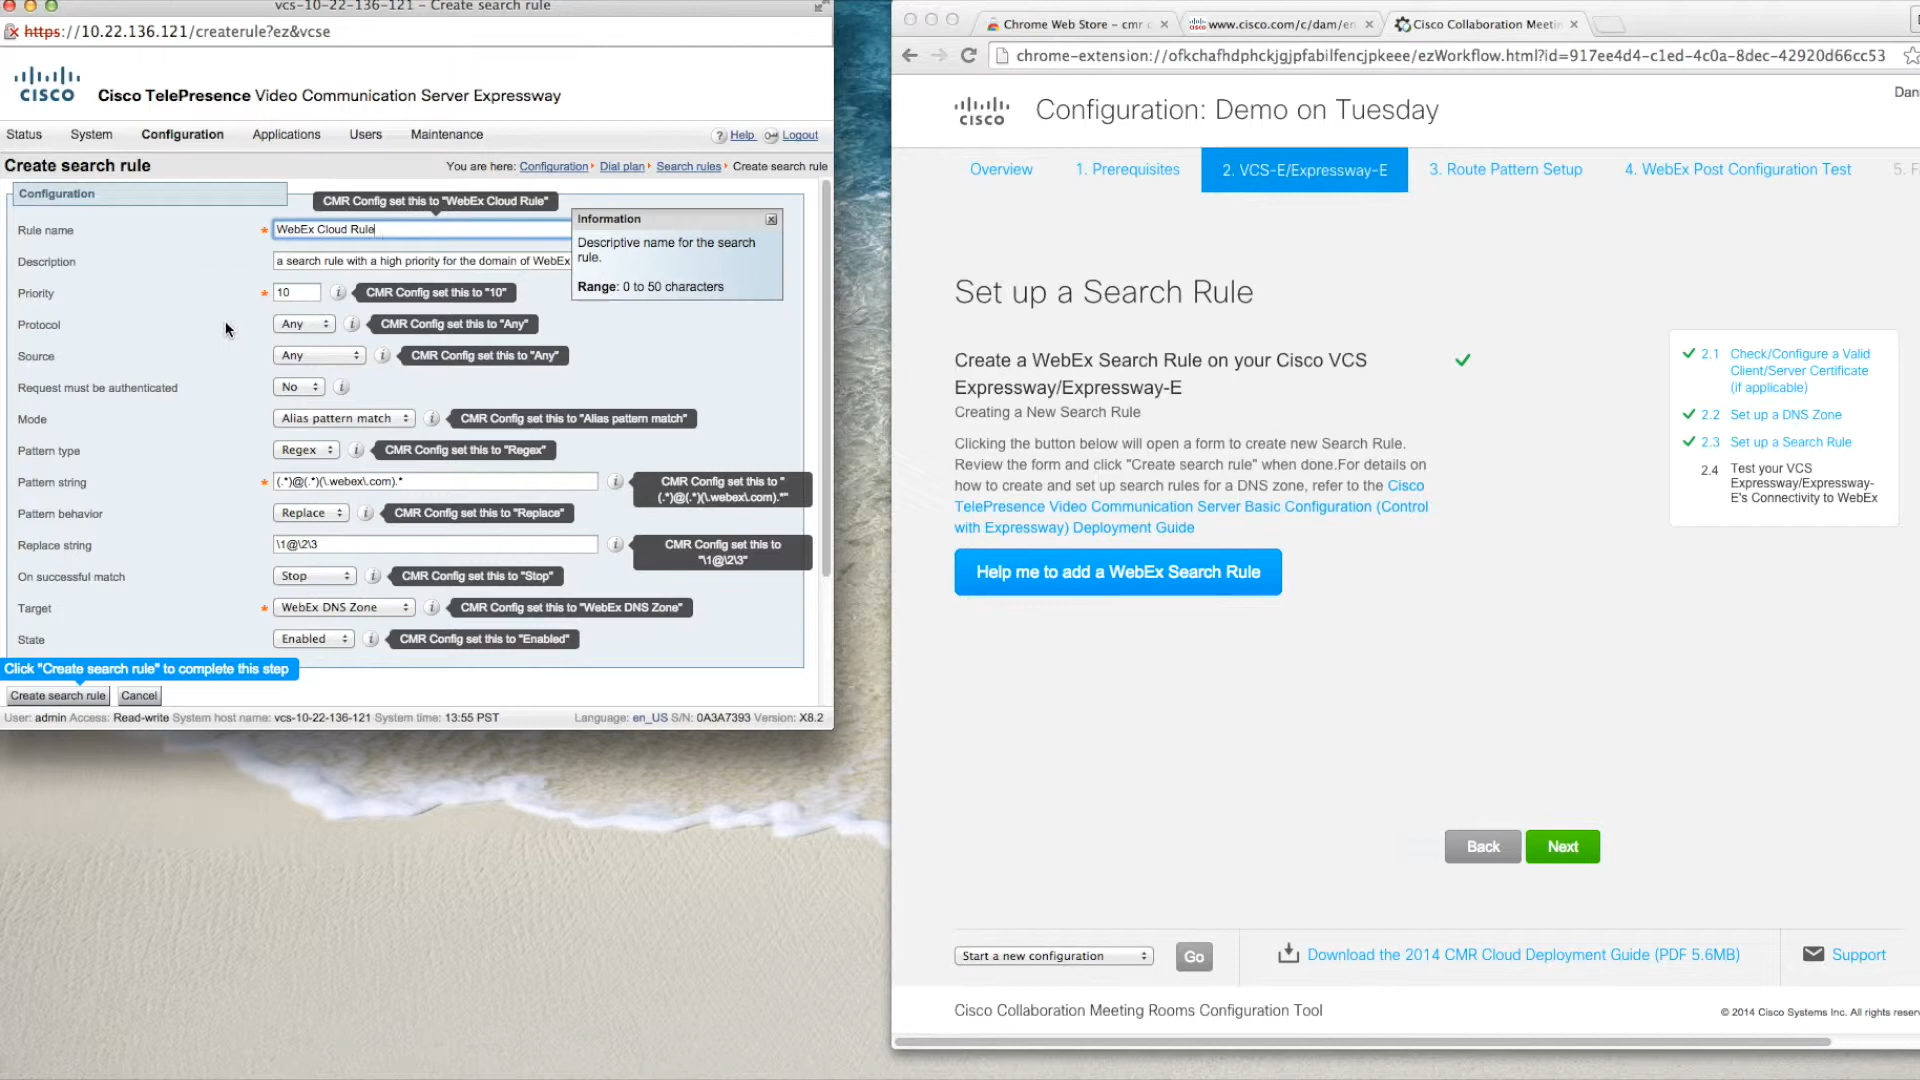 vcs-10-22-136-121 – Create search rule
https://10.22.136.121/createrule?ez&vcse
CISCO
Cisco TelePresence Video Communication Server Expressway
Status System Configuration Applications Users Maintenance ? Help Logout
Create search rule You are here: Configuration Dial plan Search rules Create search rule
Configuration
CMR Config set this to "WebEx Cloud Rule"
Rule name * WebEx Cloud Rule
Information
Descriptive name for the search
rule.
Range: 0 to 50 characters
Description a search rule with a high priority for the domain of WebEx
Priority * 10 i CMR Config set this to "10"
Protocol Any i CMR Config set this to "Any"
Source Any i CMR Config set this to "Any"
Request must be authenticated No i
Mode Alias pattern match i CMR Config set this to "Alias pattern match"
Pattern type Regex i CMR Config set this to "Regex"
Pattern string * (.*)@(.*)(\.webex\.com).* i CMR Config set this to "
(.*)@(.*)(\.webex\.com).*"
Pattern behavior Replace i CMR Config set this to "Replace"
Replace string \1@\2\3 i CMR Config set this to
"\1@\2\3"
On successful match Stop i CMR Config set this to "Stop"
Target * WebEx DNS Zone i CMR Config set this to "WebEx DNS Zone"
State Enabled i CMR Config set this to "Enabled"
Click "Create search rule" to complete this step
Create search rule Cancel
User: admin Access: Read-write System host name: vcs-10-22-136-121 System time: 13:55 PST Language: en_US S/N: 0A3A7393 Version: X8.2
Chrome Web Store – cmr c www.cisco.com/c/dam/en Cisco Collaboration Meetin
chrome-extension://ofkchafhdphckjgjpfabilfencjpkeee/ezWorkflow.html?id=917ee4d4-c1ed-4c0a-8dec-42920d66cc53
Dan
CISCO Configuration: Demo on Tuesday
Overview 1. Prerequisites 2. VCS-E/Expressway-E 3. Route Pattern Setup 4. WebEx Post Configuration Test 5. F
Set up a Search Rule
Create a WebEx Search Rule on your Cisco VCS
Expressway/Expressway-E
Creating a New Search Rule
Clicking the button below will open a form to create new Search Rule.
Review the form and click "Create search rule" when done.For details on
how to create and set up search rules for a DNS zone, refer to the Cisco
TelePresence Video Communication Server Basic Configuration (Control
with Expressway) Deployment Guide
Help me to add a WebEx Search Rule
2.1 Check/Configure a Valid
Client/Server Certificate
(if applicable)
2.2 Set up a DNS Zone
2.3 Set up a Search Rule
2.4 Test your VCS
Expressway/Expressway-
E's Connectivity to WebEx
Back Next
Start a new configuration Go Download the 2014 CMR Cloud Deployment Guide (PDF 5.6MB) Support
Cisco Collaboration Meeting Rooms Configuration Tool © 2014 Cisco Systems Inc. All rights reserv